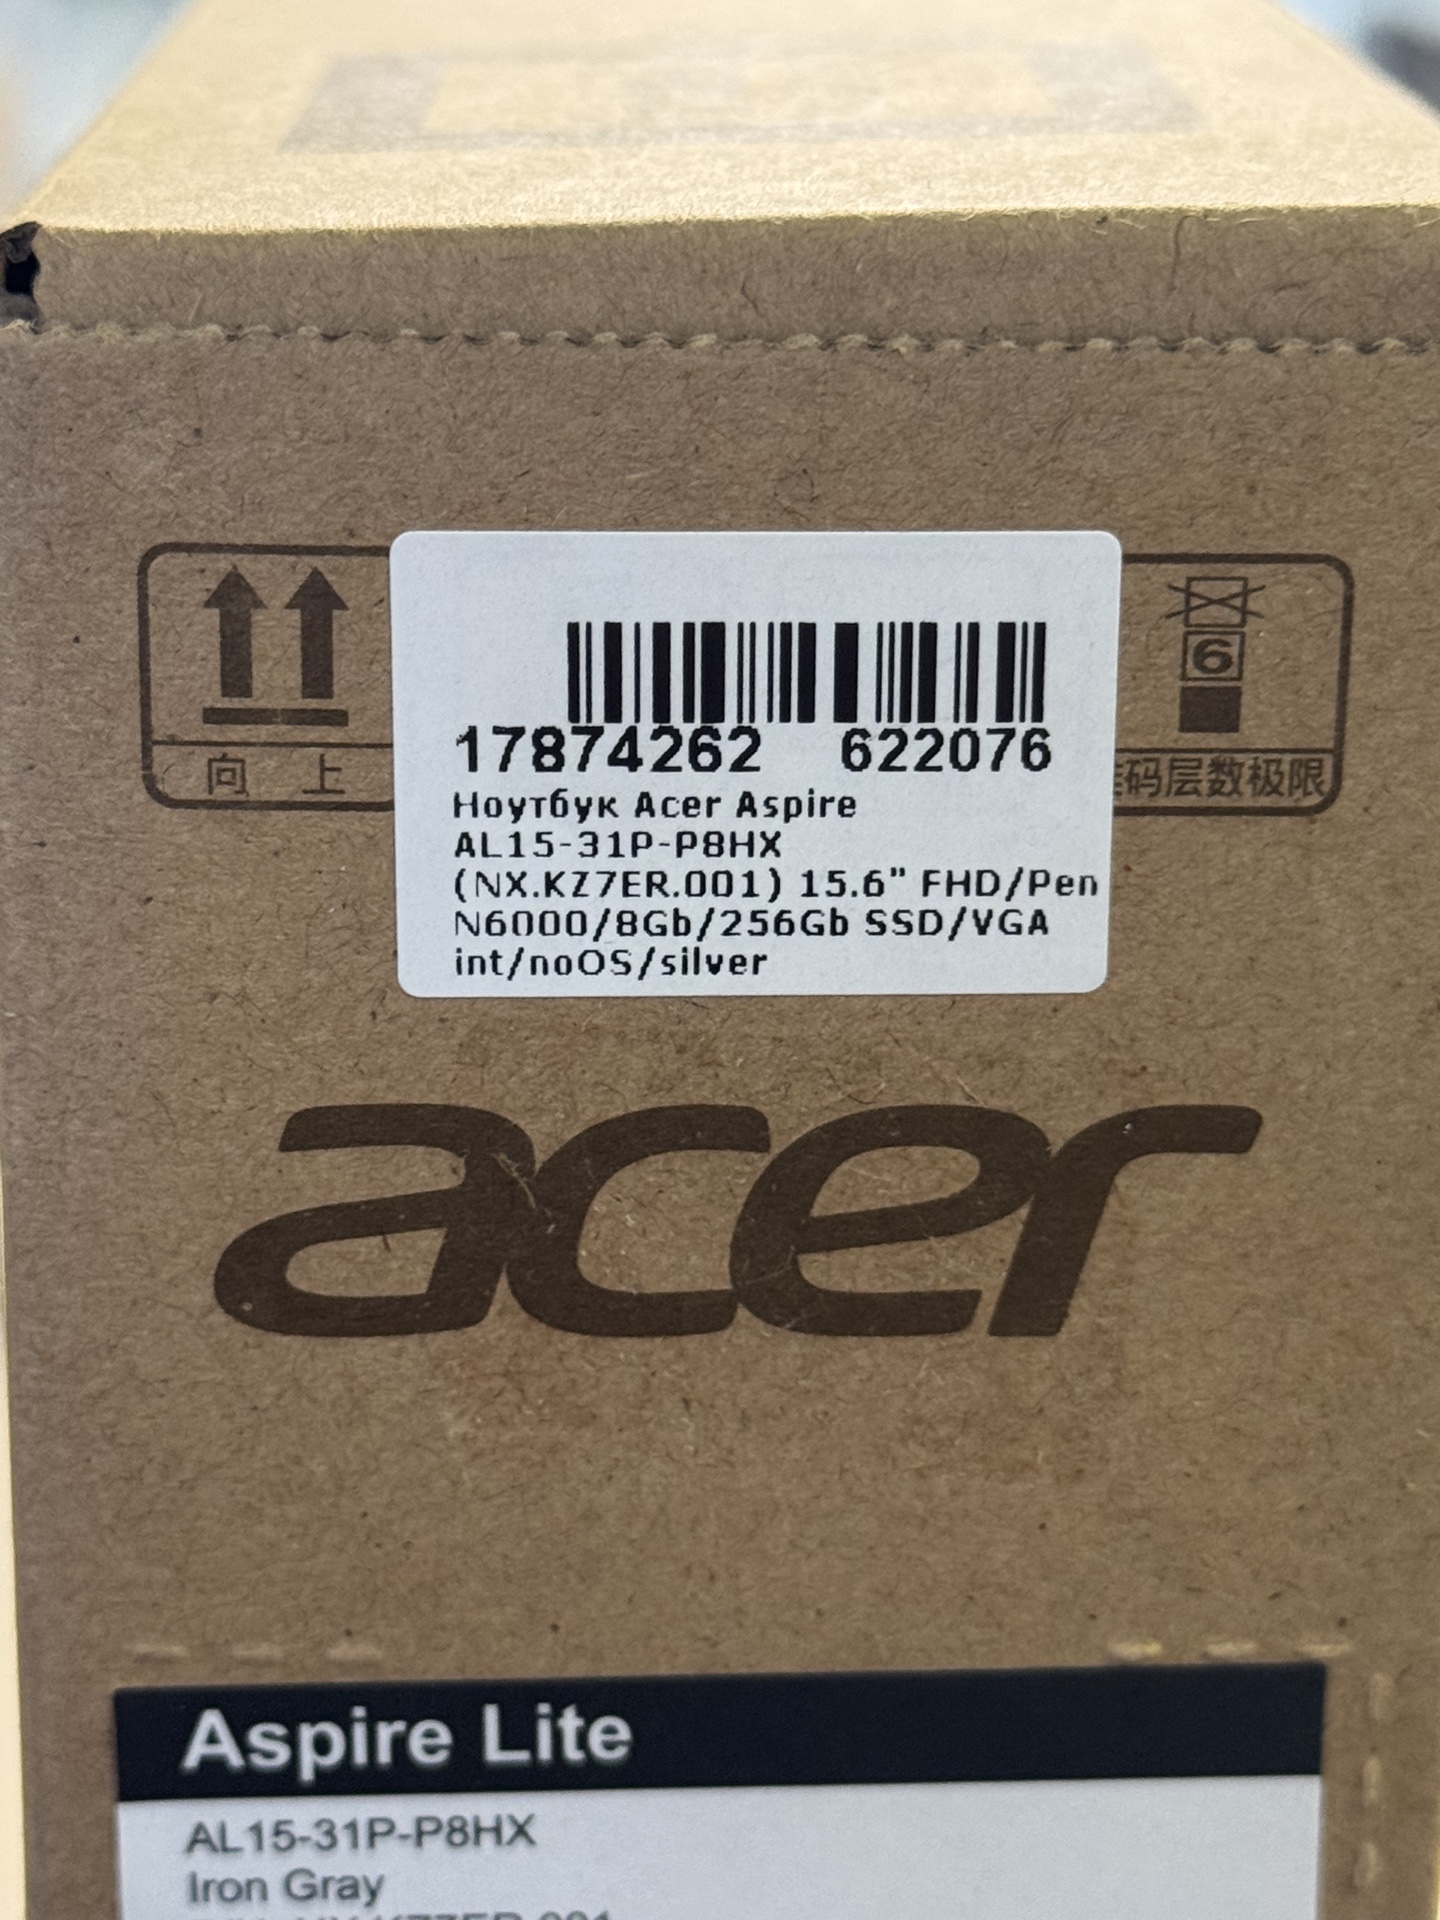 向 上
6
码层数极限
17874262 622076
Ноутбук Acer Aspire
AL15-31P-P8HX
(NX.KZ7ER.001) 15.6" FHD/Pen
N6000/8Gb/256Gb SSD/VGA
int/noOS/silver
acer
Aspire Lite
AL15-31P-P8HX
Iron Gray